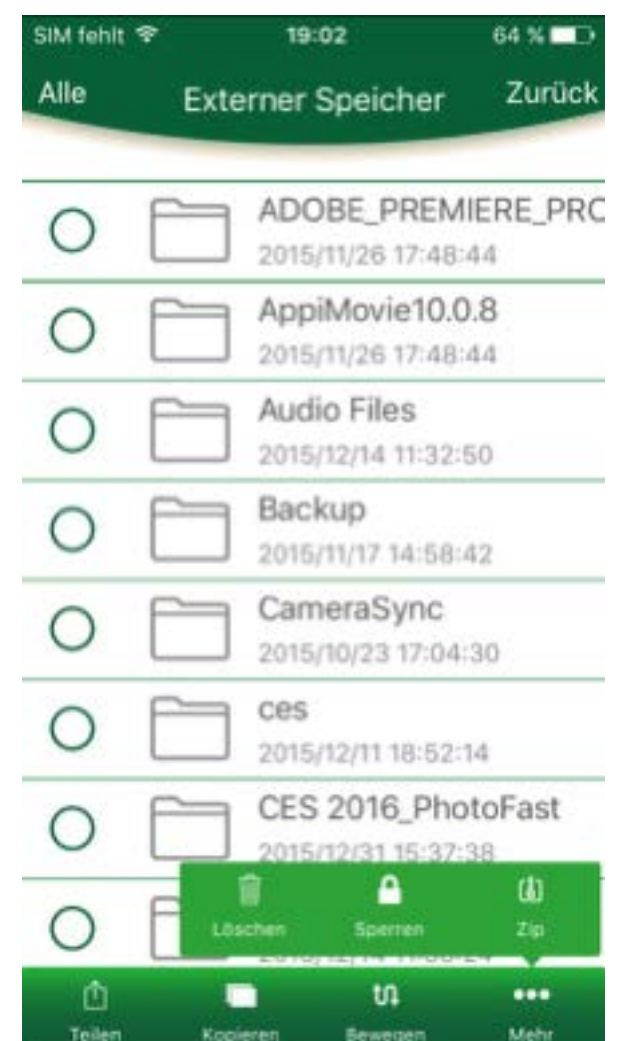 SIM fehlt 19:02 64 %
Alle Externer Speicher Zurück
ADOBE_PREMIERE_PRO
2015/11/26 17:48:44
AppiMovie10.0.8
2015/11/26 17:48:44
Audio Files
2015/12/14 11:32:50
Backup
2015/11/17 14:58:42
CameraSync
2015/10/23 17:04:30
ces
2015/12/11 18:52:14
CES 2016_PhotoFast
2015/12/31 15:37:38
Löschen Sperren Zip
Teilen Kopieren Bewegen Mehr